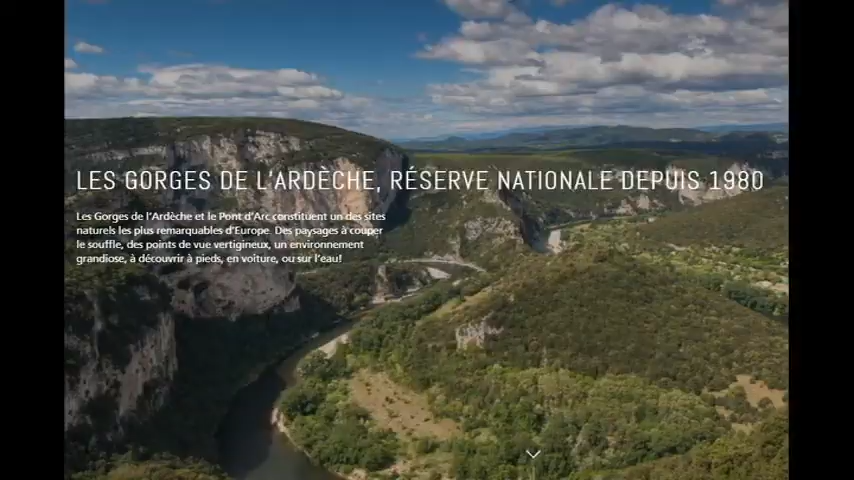 LES GORGES DE L'ARDÈCHE, RÉSERVE NATIONALE DEPUIS 1980
Les Gorges de l'Ardèche et le Pont d'Arc constituent un des sites
naturels les plus remarquables d'Europe. Des paysages à couper
le souffle, des points de vue vertigineux, un environnement
grandiose, à découvrir à pieds, en voiture, ou sur l'eau!